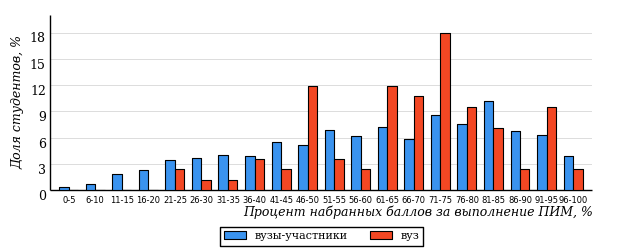 Доля студентов, %
18
15
12
9
6
3
0
0-5 6-10 11-15 16-20 21-25 26-30 31-35 36-40 41-45 46-50 51-55 56-60 61-65 66-70 71-75 76-80 81-85 86-90 91-95 96-100
Процент набранных баллов за выполнение ПИМ, %
вузы-участники вуз